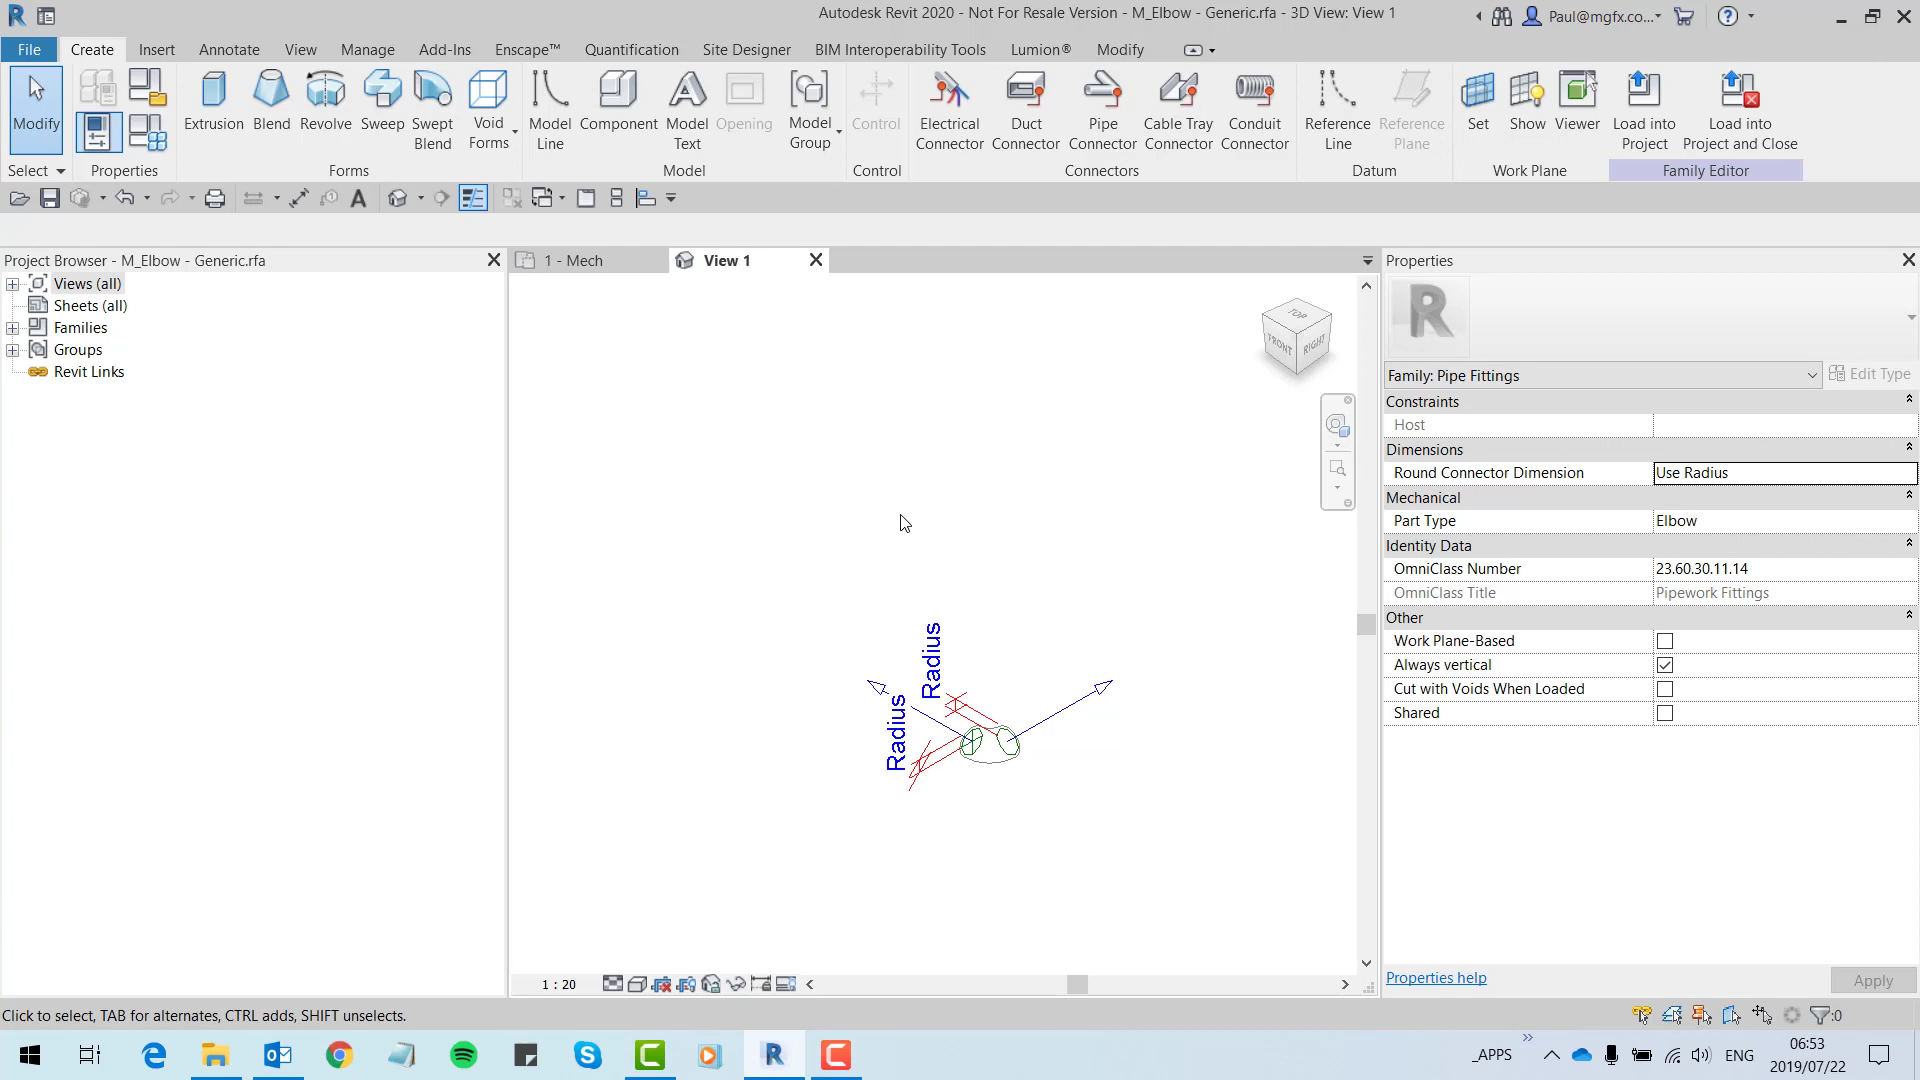 Autodesk Revit 2020 - Not For Resale Version - M_Elbow - Generic.rfa - 3D View: View 1
Paul@mgfx.co...
File
Create
Insert
Annotate
View
Manage
Add-Ins
Enscape™
Quantification
Site Designer
BIM Interoperability Tools
Lumion®
Modify
Modify
Extrusion
Blend
Revolve
Sweep
Swept
Blend
Void
Forms
Model
Line
Component
Model
Text
Opening
Model
Group
Control
Electrical
Connector
Duct
Connector
Pipe
Connector
Cable Tray
Connector
Conduit
Connector
Reference
Line
Reference
Plane
Set
Show
Viewer
Load into
Project
Load into
Project and Close
Select
Properties
Forms
Model
Control
Connectors
Datum
Work Plane
Family Editor
Project Browser - M_Elbow - Generic.rfa
Views (all)
Sheets (all)
Families
Groups
Revit Links
1 - Mech
View 1
TOP
FRONT
RIGHT
Radius
Radius
1 : 20
Properties
R
Family: Pipe Fittings
Edit Type
Constraints
Host
Dimensions
Round Connector Dimension
Use Radius
Mechanical
Part Type
Elbow
Identity Data
OmniClass Number
23.60.30.11.14
OmniClass Title
Pipework Fittings
Other
Work Plane-Based
Always vertical
Cut with Voids When Loaded
Shared
Properties help
Apply
Click to select, TAB for alternates, CTRL adds, SHIFT unselects.
:0
_APPS
ENG
06:53
2019/07/22